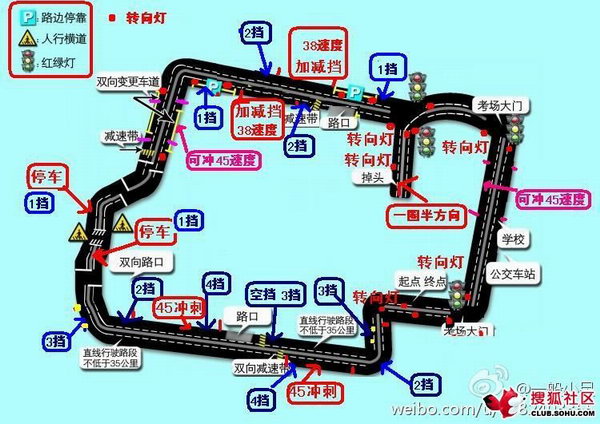 路边停靠
转向灯
人行横道
红绿灯
2挡
38速度
加减挡
1挡
双向变更车道
1挡
加减挡
38速度
减速带
2挡
路口
考场大门
转向灯
转向灯
转向灯
减速带
可冲45速度
掉头
可冲45速度
停车
1挡
一圈半方向
1挡
停车
学校
双向路口
转向灯
公交车站
起点 终点
2挡
4挡
空挡 3挡
3挡
转向灯
45冲刺
路口
考场大门
3挡
直线行驶路段
不低于35公里
直线行驶路段
不低于35公里
双向减速带
4挡
45冲刺
2挡
搜狐社区
CLUB.SOHU.COM